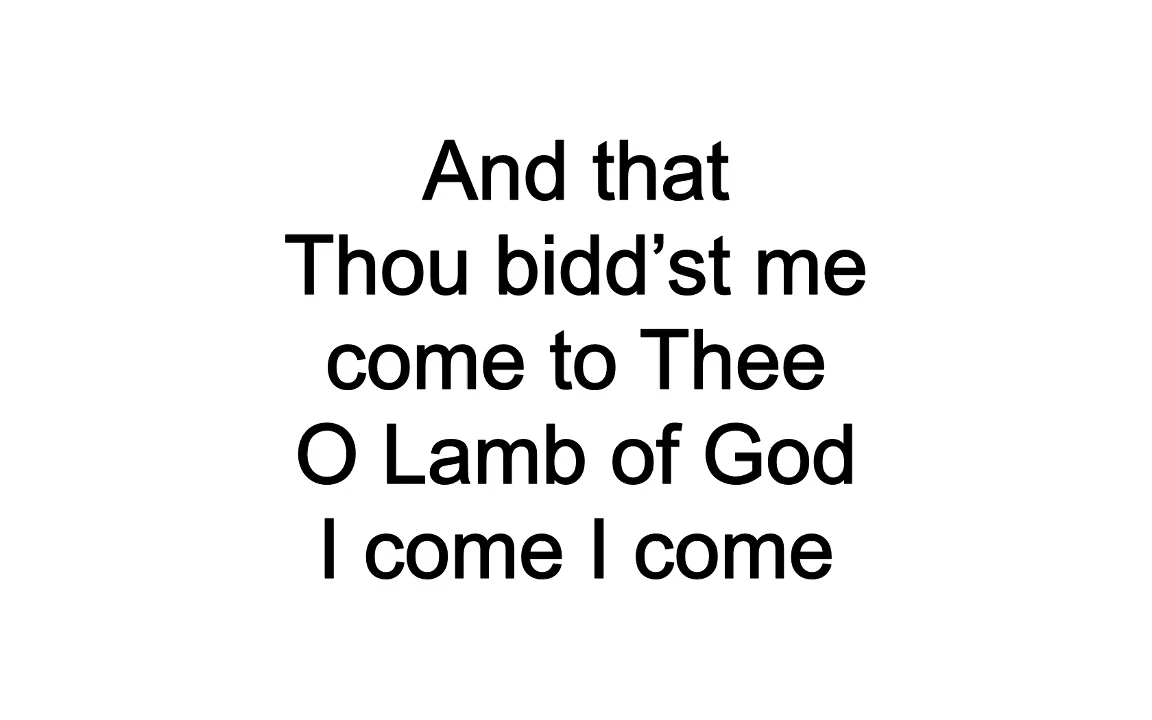 And that
Thou bidd’st me
come to Thee
O Lamb of God
I come I come